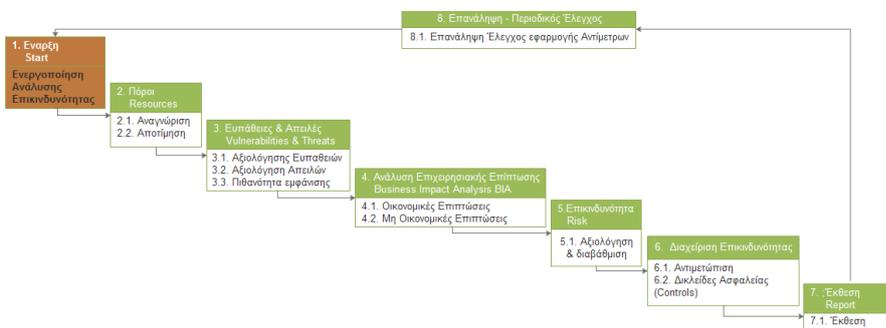 8. Επανάληψη - Περιοδικός Έλεγχος
8.1. Επανάληψη Έλεγχος εφαρμογής Αντίμετρων
1. Εναρξη
Start
Ενεργοποίηση
Ανάλυσης
Επικινδυνότητας
2. Πόροι
Resources
2.1. Αναγνώριση
2.2. Αποτίμηση
3. Ευπάθειες & Απειλές
Vulnerabilities & Threats
3.1. Αξιολόγησης Ευπαθειών
3.2. Αξιολόγηση Απειλών
3.3. Πιθανότητα εμφάνισης
4. Ανάλυση Επιχειρησιακής Επίπτωσης
Business Impact Analysis BIA
4.1. Οικονομικές Επιπτώσεις
4.2. Μη Οικονομικές Επιπτώσεις
5.Επικινδυνότητα
Risk
5.1. Αξιολόγηση
& διαβάθμιση
6. Διαχείριση Επικινδυνότητας
6.1. Αντιμετώπιση
6.2. Δικλείδες Ασφαλείας
(Controls)
7. ;Έκθεση
Report
7.1. Έκθεση